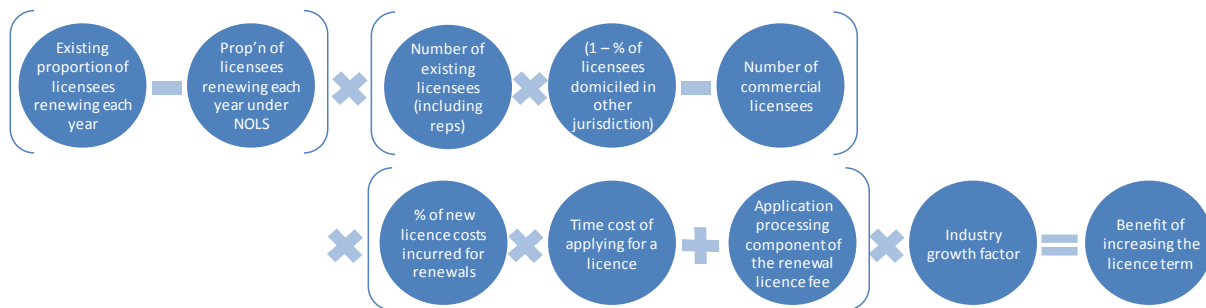 Existing
proportion of
licensees
renewing each
year
Prop'n of
licensees
renewing each
year under
NOLS
Number of
existing
licensees
(including
reps)
(1 – % of
licensees
domiciled in
other
jurisdiction)
Number of
commercial
licensees
% of new
licence costs
incurred for
renewals
Time cost of
applying for a
licence
Application
processing
component of
the renewal
licence fee
Industry
growth factor
Benefit of
increasing the
licence term